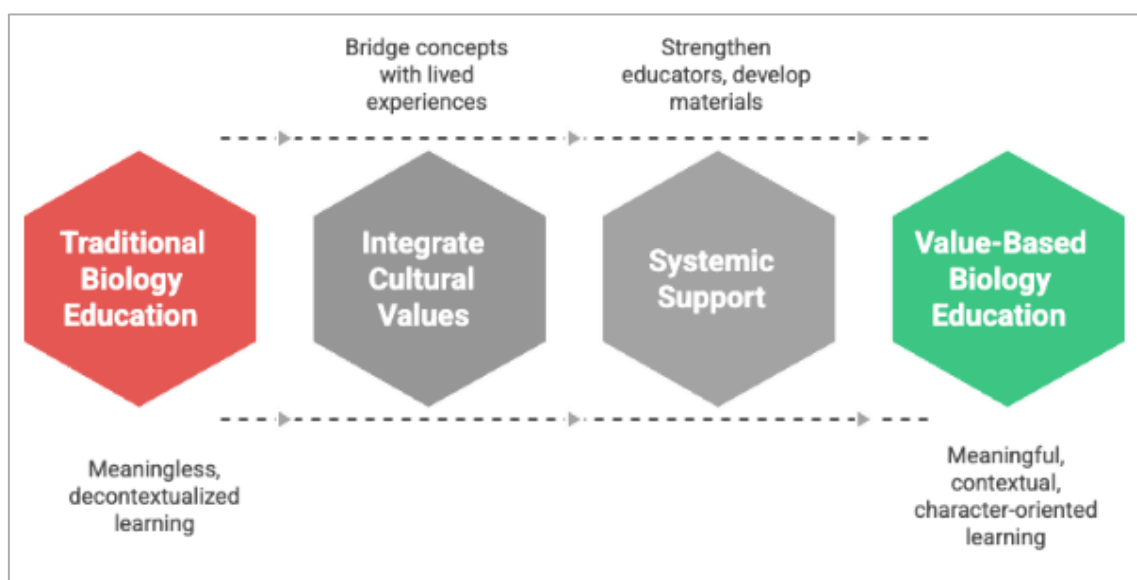 Bridge concepts
with lived
experiences
Strengthen
educators, develop
materials
Traditional
Biology
Education
Integrate
Cultural
Values
Systemic
Support
Value-Based
Biology
Education
Meaningless,
decontextualized
learning
Meaningful,
contextual,
character-oriented
learning